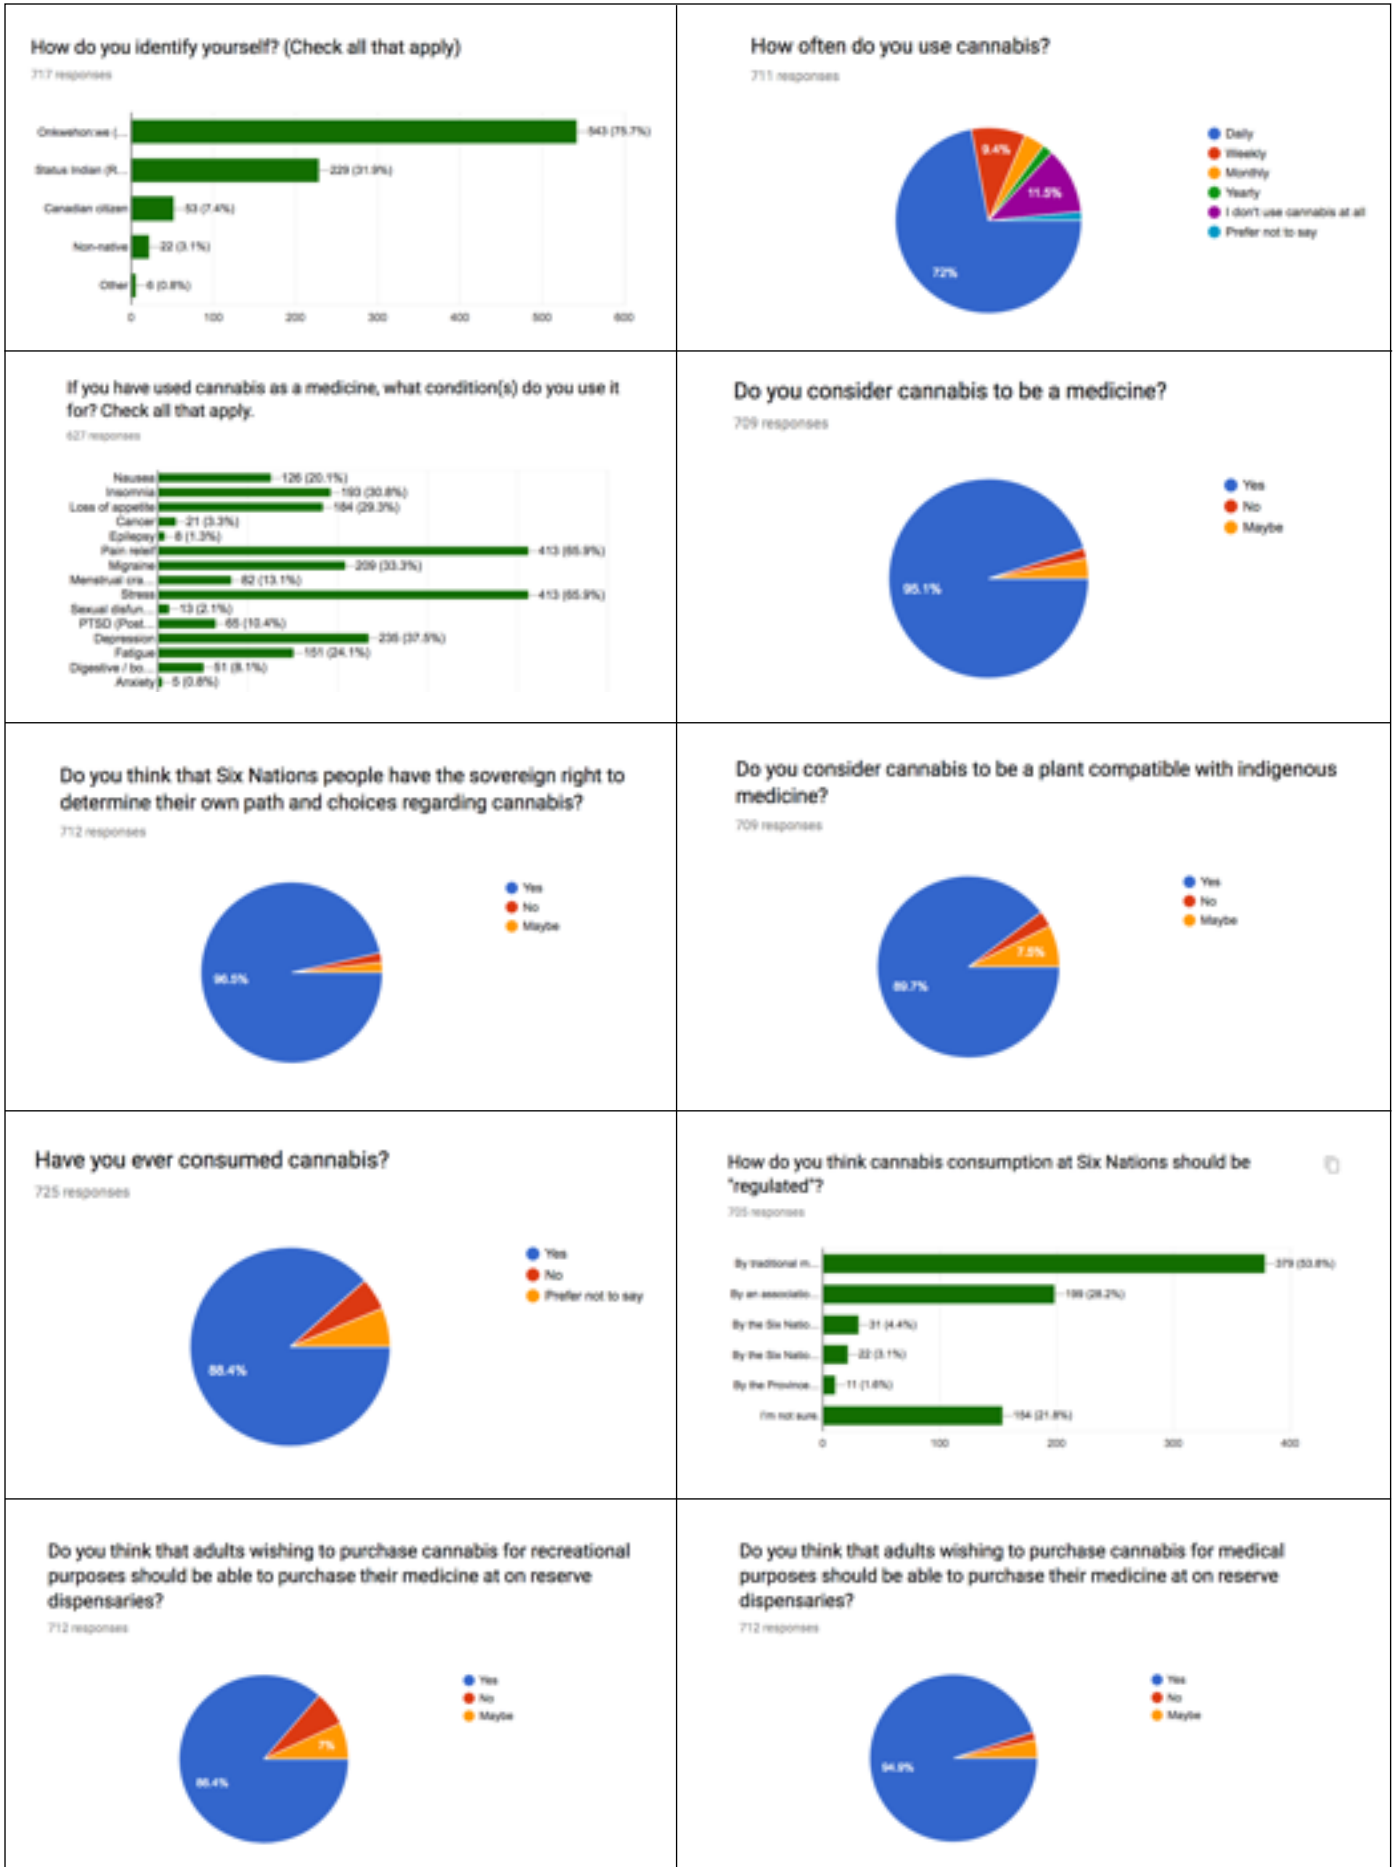 How do you identify yourself? (Check all that apply)
717 responses
Onkwehon:we (...
543 (75.7%)
Status Indian (R...
229 (31.9%)
Canadian citizen
53 (7.4%)
Non-native
22 (3.1%)
Other
6 (0.8%)
0 100 200 300 400 500 600
How often do you use cannabis?
711 responses
9.4%
11.5%
72%
Daily
Weekly
Monthly
Yearly
I don't use cannabis at all
Prefer not to say
If you have used cannabis as a medicine, what condition(s) do you use it
for? Check all that apply.
627 responses
Nausea 126 (20.1%)
Insomnia 193 (30.8%)
Loss of appetite 184 (29.3%)
Cancer 21 (3.3%)
Epilepsy 8 (1.3%)
Pain releif 413 (65.9%)
Migraine 209 (33.3%)
Menstrual cra... 82 (13.1%)
Stress 413 (65.9%)
Sexual disfun... 13 (2.1%)
PTSD (Post... 65 (10.4%)
Depression 235 (37.5%)
Fatigue 151 (24.1%)
Digestive / bo... 51 (8.1%)
Anxiety 5 (0.8%)
Do you consider cannabis to be a medicine?
709 responses
95.1%
Yes
No
Maybe
Do you think that Six Nations people have the sovereign right to
determine their own path and choices regarding cannabis?
712 responses
96.5%
Yes
No
Maybe
Do you consider cannabis to be a plant compatible with indigenous
medicine?
709 responses
7.5%
89.7%
Yes
No
Maybe
Have you ever consumed cannabis?
725 responses
88.4%
Yes
No
Prefer not to say
How do you think cannabis consumption at Six Nations should be
"regulated"?
705 responses
By traditional m... 379 (53.8%)
By an associatio... 199 (28.2%)
By the Six Natio... 31 (4.4%)
By the Six Natio... 22 (3.1%)
By the Province... 11 (1.6%)
I'm not sure 154 (21.8%)
0 100 200 300 400
Do you think that adults wishing to purchase cannabis for recreational
purposes should be able to purchase their medicine at on reserve
dispensaries?
712 responses
7%
86.4%
Yes
No
Maybe
Do you think that adults wishing to purchase cannabis for medical
purposes should be able to purchase their medicine at on reserve
dispensaries?
712 responses
94.9%
Yes
No
Maybe